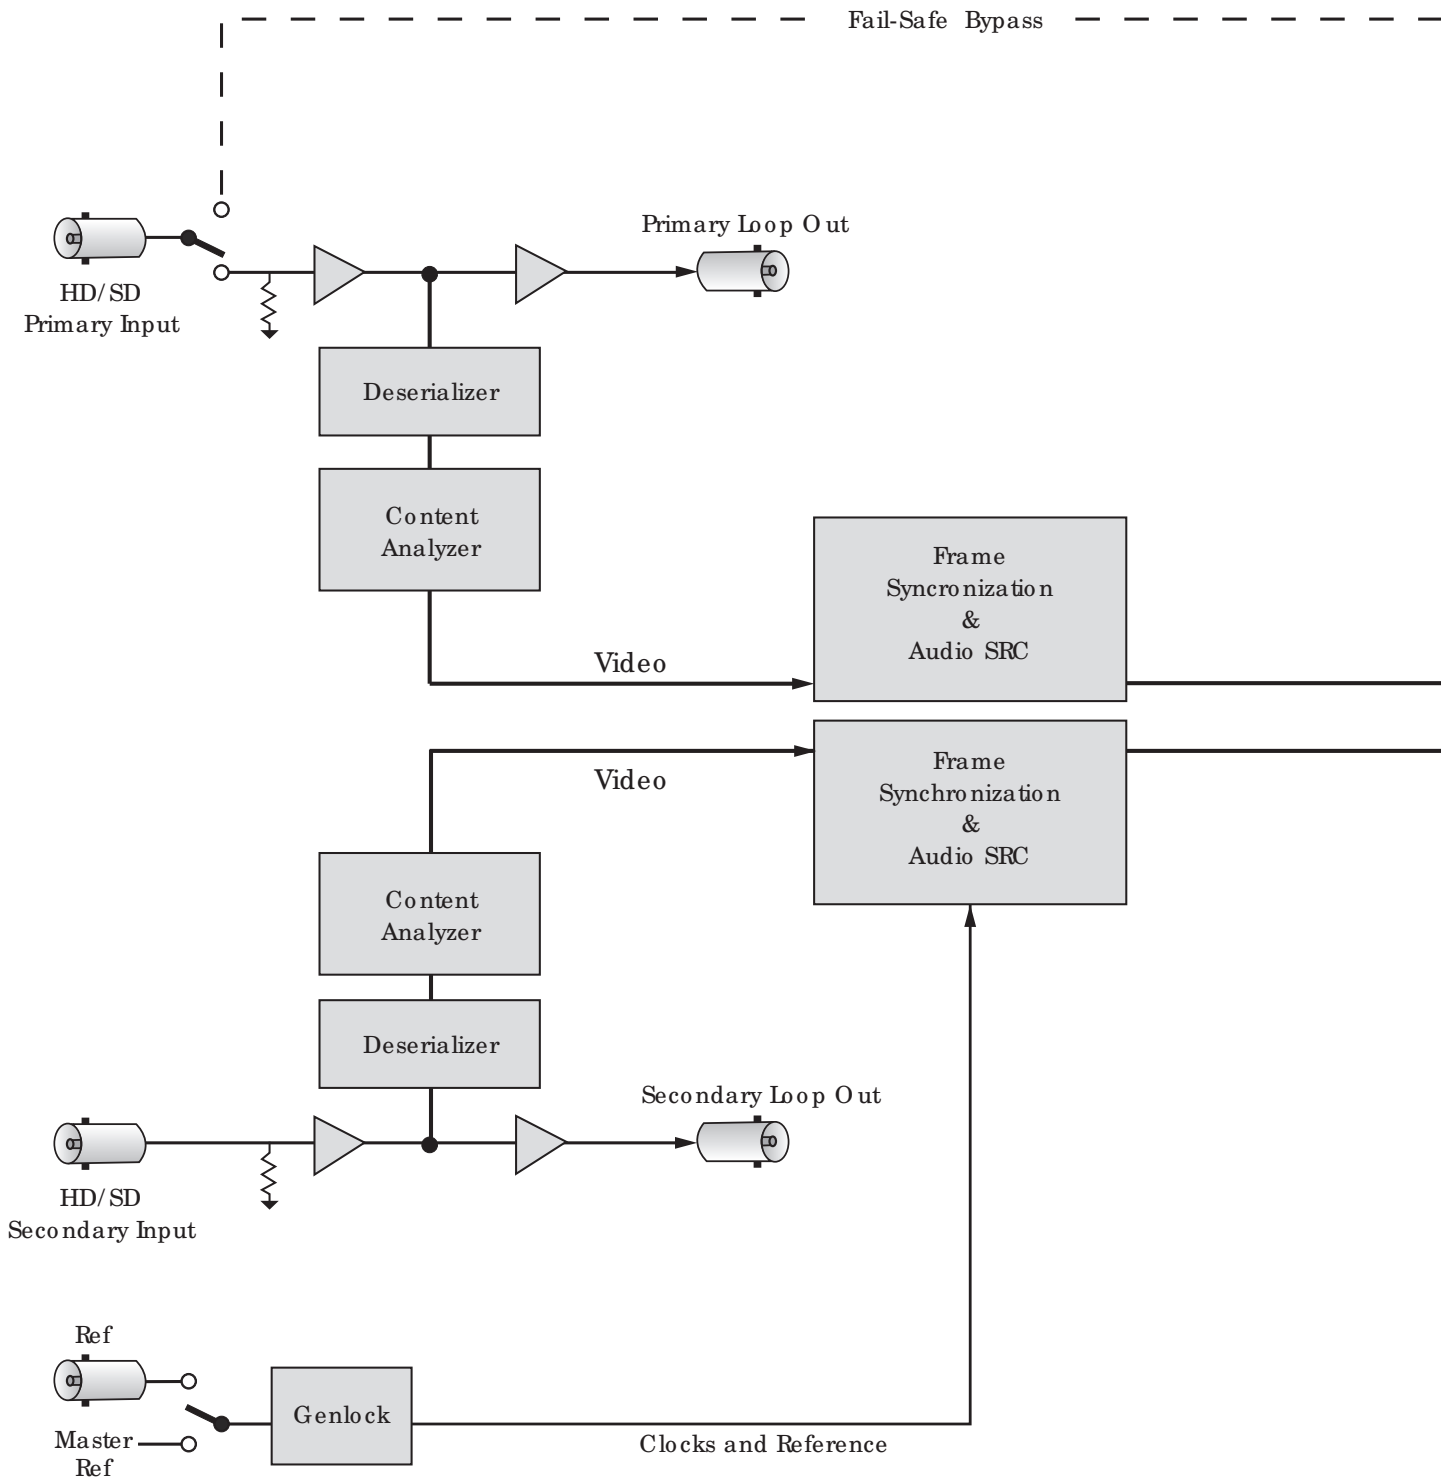 Fail-Safe Bypass
Primary Loop Out
HD/SD
Primary Input
Deserializer
Content
Analyzer
Frame
Syncronization
&
Audio SRC
Video
Frame
Synchronization
&
Audio SRC
Video
Content
Analyzer
Deserializer
Secondary Loop Out
HD/SD
Secondary Input
Ref
Genlock
Master
Ref
Clocks and Reference